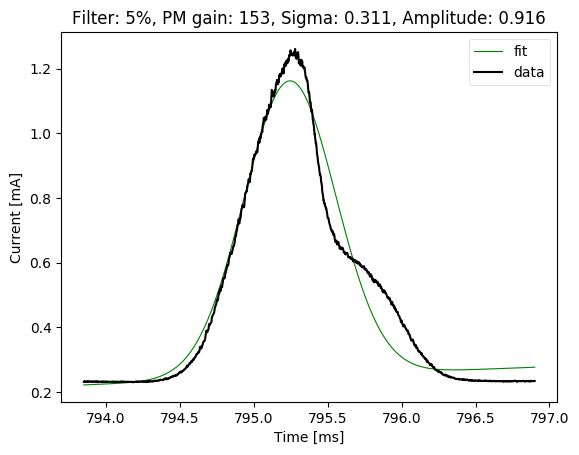 Filter: 5%, PM gain: 153, Sigma: 0.311, Amplitude: 0.916
fit
data
1.2
1.0
0.8
0.6
0.4
0.2
Current [mA]
794.0 794.5 795.0 795.5 796.0 796.5 797.0
Time [ms]